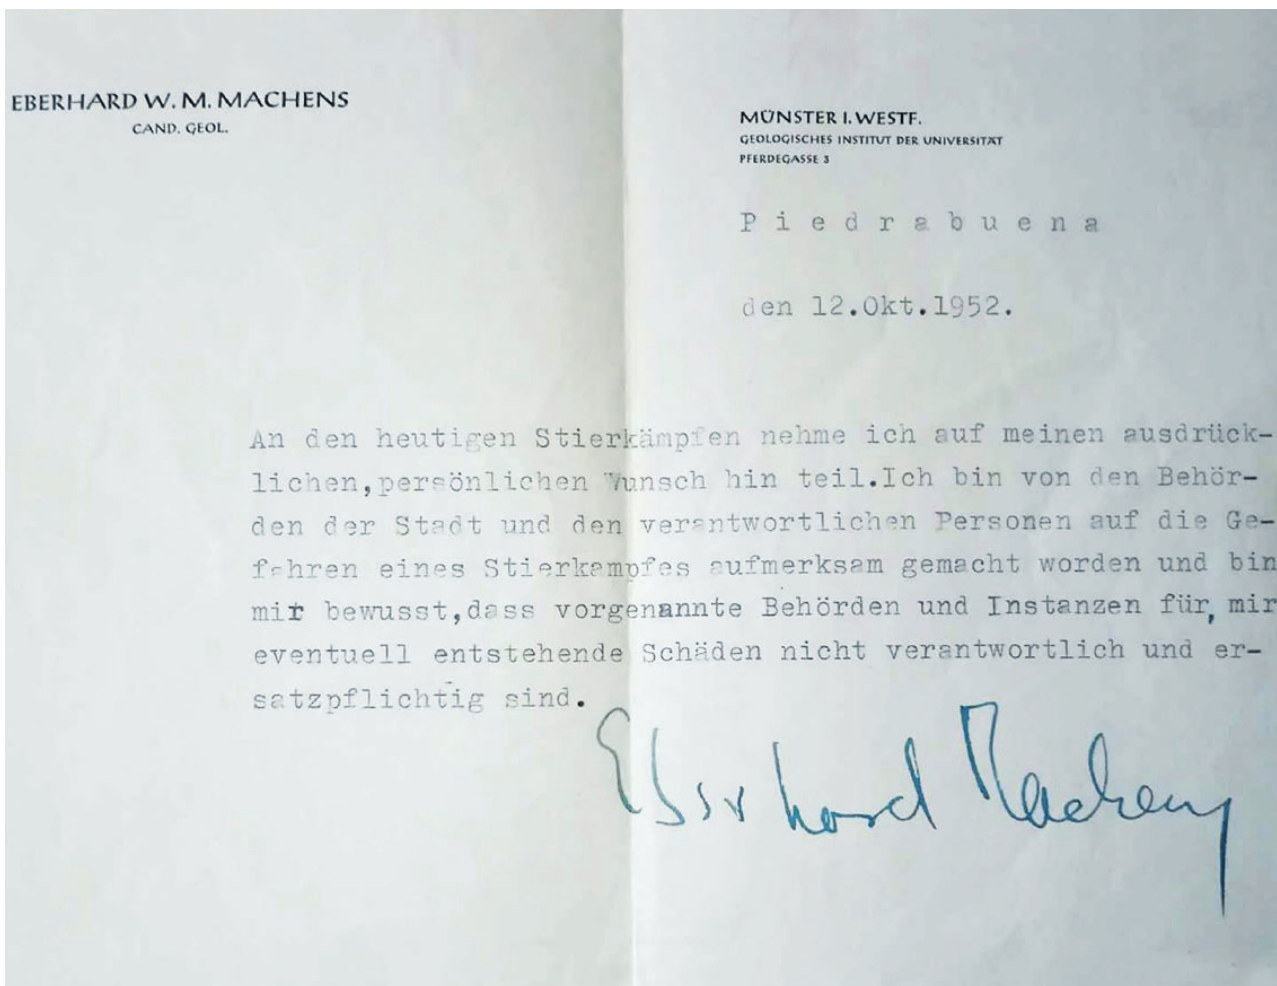 EBERHARD W. M. MACHENS
CAND. GEOL.
MÜNSTER I. WESTF.
GEOLOGISCHES INSTITUT DER UNIVERSITÄT
PFERDEGASSE 3
Piedrabuena
den 12.Okt.1952.
An den heutigen Stierkämpfen nehme ich auf meinen ausdrück-
lichen,persönlichen Wunsch hin teil.Ich bin von den Behör-
den der Stadt und den verantwortlichen Personen auf die Ge-
fahren eines Stierkampfes aufmerksam gemacht worden und bin
mir bewusst,dass vorgenannte Behörden und Instanzen für, mir
eventuell entstehende Schäden nicht verantwortlich und er-
satzpflichtig sind.
Eberhard Machens